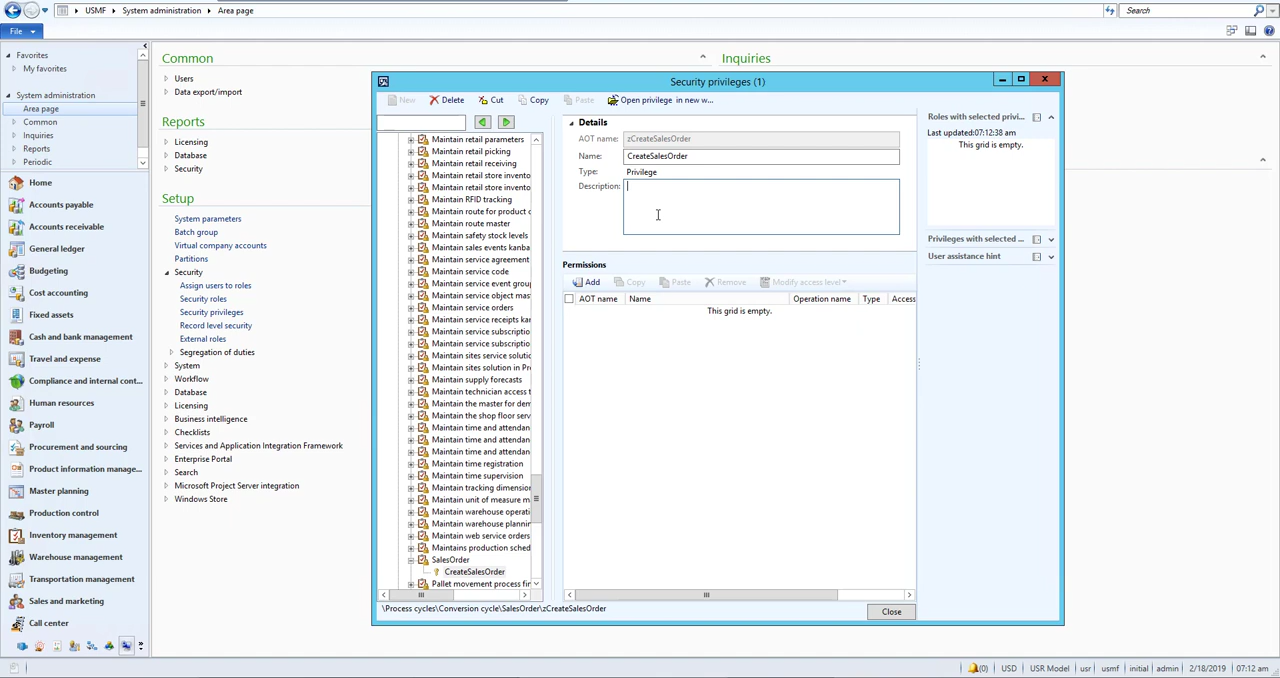 USMF ▸ System administration ▸ Area page
Search
File
Favorites
My favorites
System administration
Area page
Common
Inquiries
Reports
Periodic
Home
Accounts payable
Accounts receivable
General ledger
Budgeting
Cost accounting
Fixed assets
Cash and bank management
Travel and expense
Compliance and internal cont...
Human resources
Payroll
Procurement and sourcing
Product information manage...
Master planning
Production control
Inventory management
Warehouse management
Transportation management
Sales and marketing
Call center
Common
Users
Data export/import
Reports
Licensing
Database
Security
Setup
System parameters
Batch group
Virtual company accounts
Partitions
Security
Assign users to roles
Security roles
Security privileges
Record level security
External roles
Segregation of duties
System
Workflow
Database
Licensing
Business intelligence
Checklists
Services and Application Integration Framework
Enterprise Portal
Search
Microsoft Project Server integration
Windows Store
Inquiries
Security privileges (1)
New Delete Cut Copy Paste Open privilege in new w...
Maintain retail parameters
Maintain retail picking
Maintain retail receiving
Maintain retail store invento
Maintain retail store invento
Maintain RFID tracking
Maintain route for product c
Maintain route master
Maintain safety stock levels
Maintain sales events kanba
Maintain service agreement
Maintain service code
Maintain service event group
Maintain service object mas
Maintain service orders
Maintain service receipts kar
Maintain service subscriptio
Maintain service subscriptio
Maintain sites service solutio
Maintain sites solution in Pro
Maintain supply forecasts
Maintain technician access t
Maintain the master for dem
Maintain the shop floor serv
Maintain time and attendan
Maintain time and attendan
Maintain time and attendan
Maintain time registration
Maintain time supervision
Maintain tracking dimension
Maintain unit of measure m
Maintain warehouse operati
Maintain warehouse plannin
Maintain web service orders
Maintains production sched
SalesOrder
CreateSalesOrder
Pallet movement process fir
Details
AOT name: zCreateSalesOrder
Name: CreateSalesOrder
Type: Privilege
Description:
Permissions
Add Copy Paste Remove Modify access level
AOT name Name Operation name Type Access
This grid is empty.
Roles with selected privi...
Last updated:07:12:38 am
This grid is empty.
Privileges with selected ...
User assistance hint
\Process cycles\Conversion cycle\SalesOrder\zCreateSalesOrder
Close
(0) USD USR Model usr usmf initial admin 2/18/2019 07:12 am